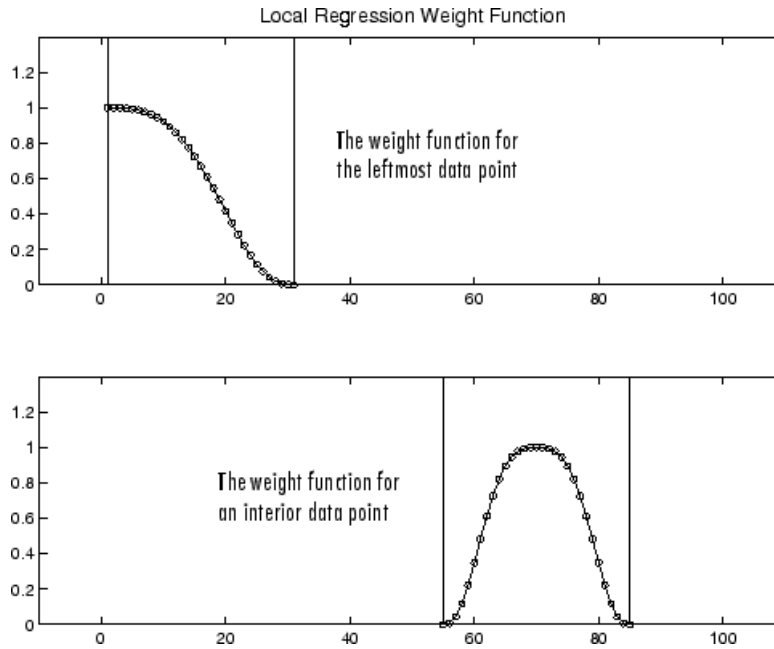 Local Regression Weight Function
1.2
1
0.8
0.6
0.4
0.2
0
0 20 40 60 80 100
The weight function for
the leftmost data point
1.2
1
0.8
0.6
0.4
0.2
0
0 20 40 60 80 100
The weight function for
an interior data point